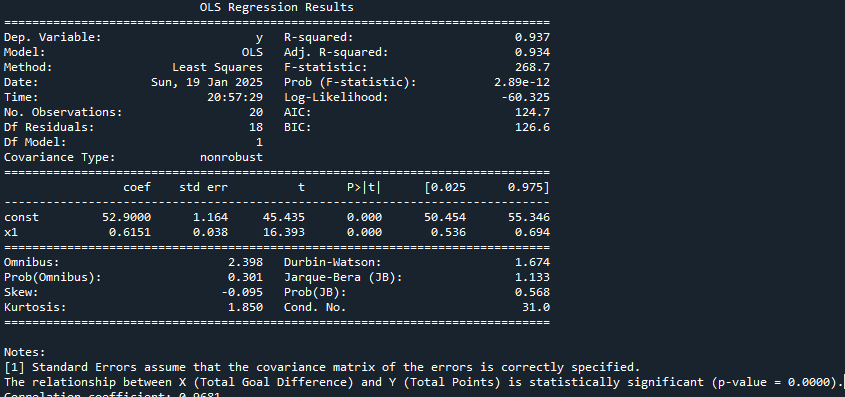 OLS Regression Results
==============================================================================
Dep. Variable: y R-squared: 0.937
Model: OLS Adj. R-squared: 0.934
Method: Least Squares F-statistic: 268.7
Date: Sun, 19 Jan 2025 Prob (F-statistic): 2.89e-12
Time: 20:57:29 Log-Likelihood: -60.325
No. Observations: 20 AIC: 124.7
Df Residuals: 18 BIC: 126.6
Df Model: 1
Covariance Type: nonrobust
==============================================================================
coef std err t P>|t| [0.025 0.975]
------------------------------------------------------------------------------
const 52.9000 1.164 45.435 0.000 50.454 55.346
x1 0.6151 0.038 16.393 0.000 0.536 0.694
==============================================================================
Omnibus: 2.398 Durbin-Watson: 1.674
Prob(Omnibus): 0.301 Jarque-Bera (JB): 1.133
Skew: -0.095 Prob(JB): 0.568
Kurtosis: 1.850 Cond. No. 31.0
==============================================================================
Notes:
[1] Standard Errors assume that the covariance matrix of the errors is correctly specified.
The relationship between X (Total Goal Difference) and Y (Total Points) is statistically significant (p-value = 0.0000).
Correlation coefficient: 0.9681